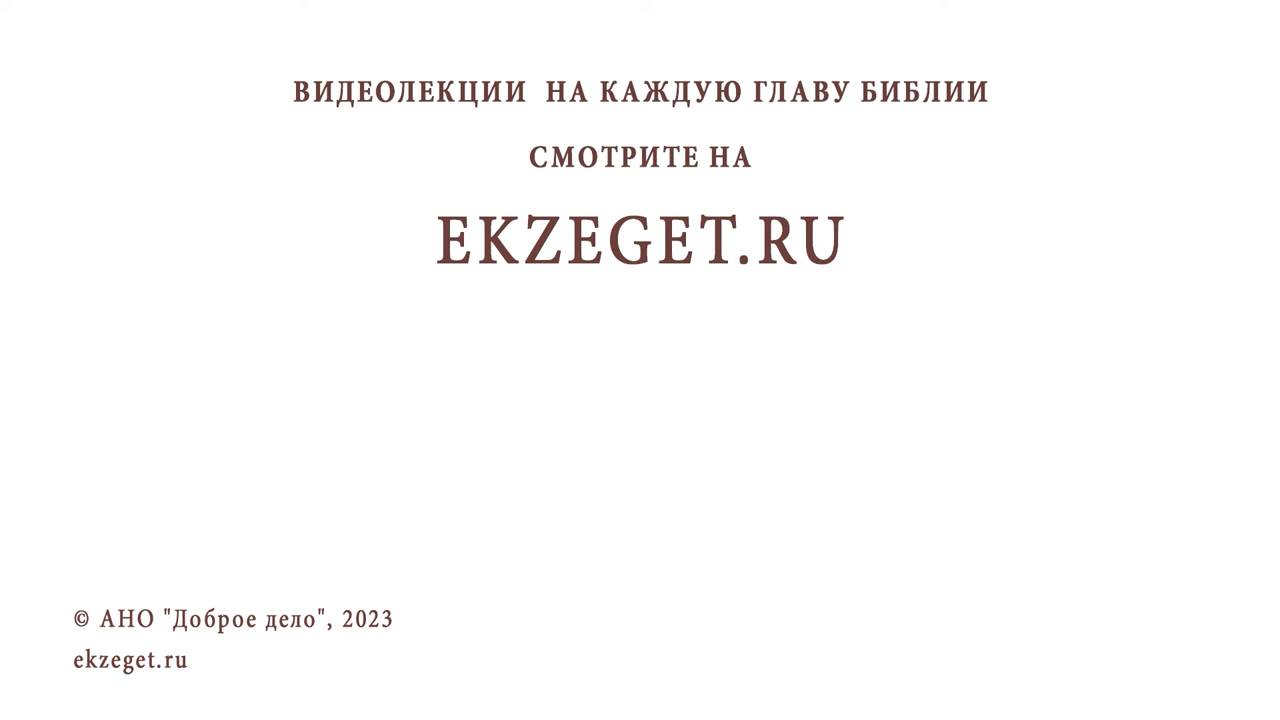 ВИДЕОЛЕКЦИИ НА КАЖДУЮ ГЛАВУ БИБЛИИ
СМОТРИТЕ НА
EKZEGET.RU
© АНО "Доброе дело", 2023
ekzeget.ru